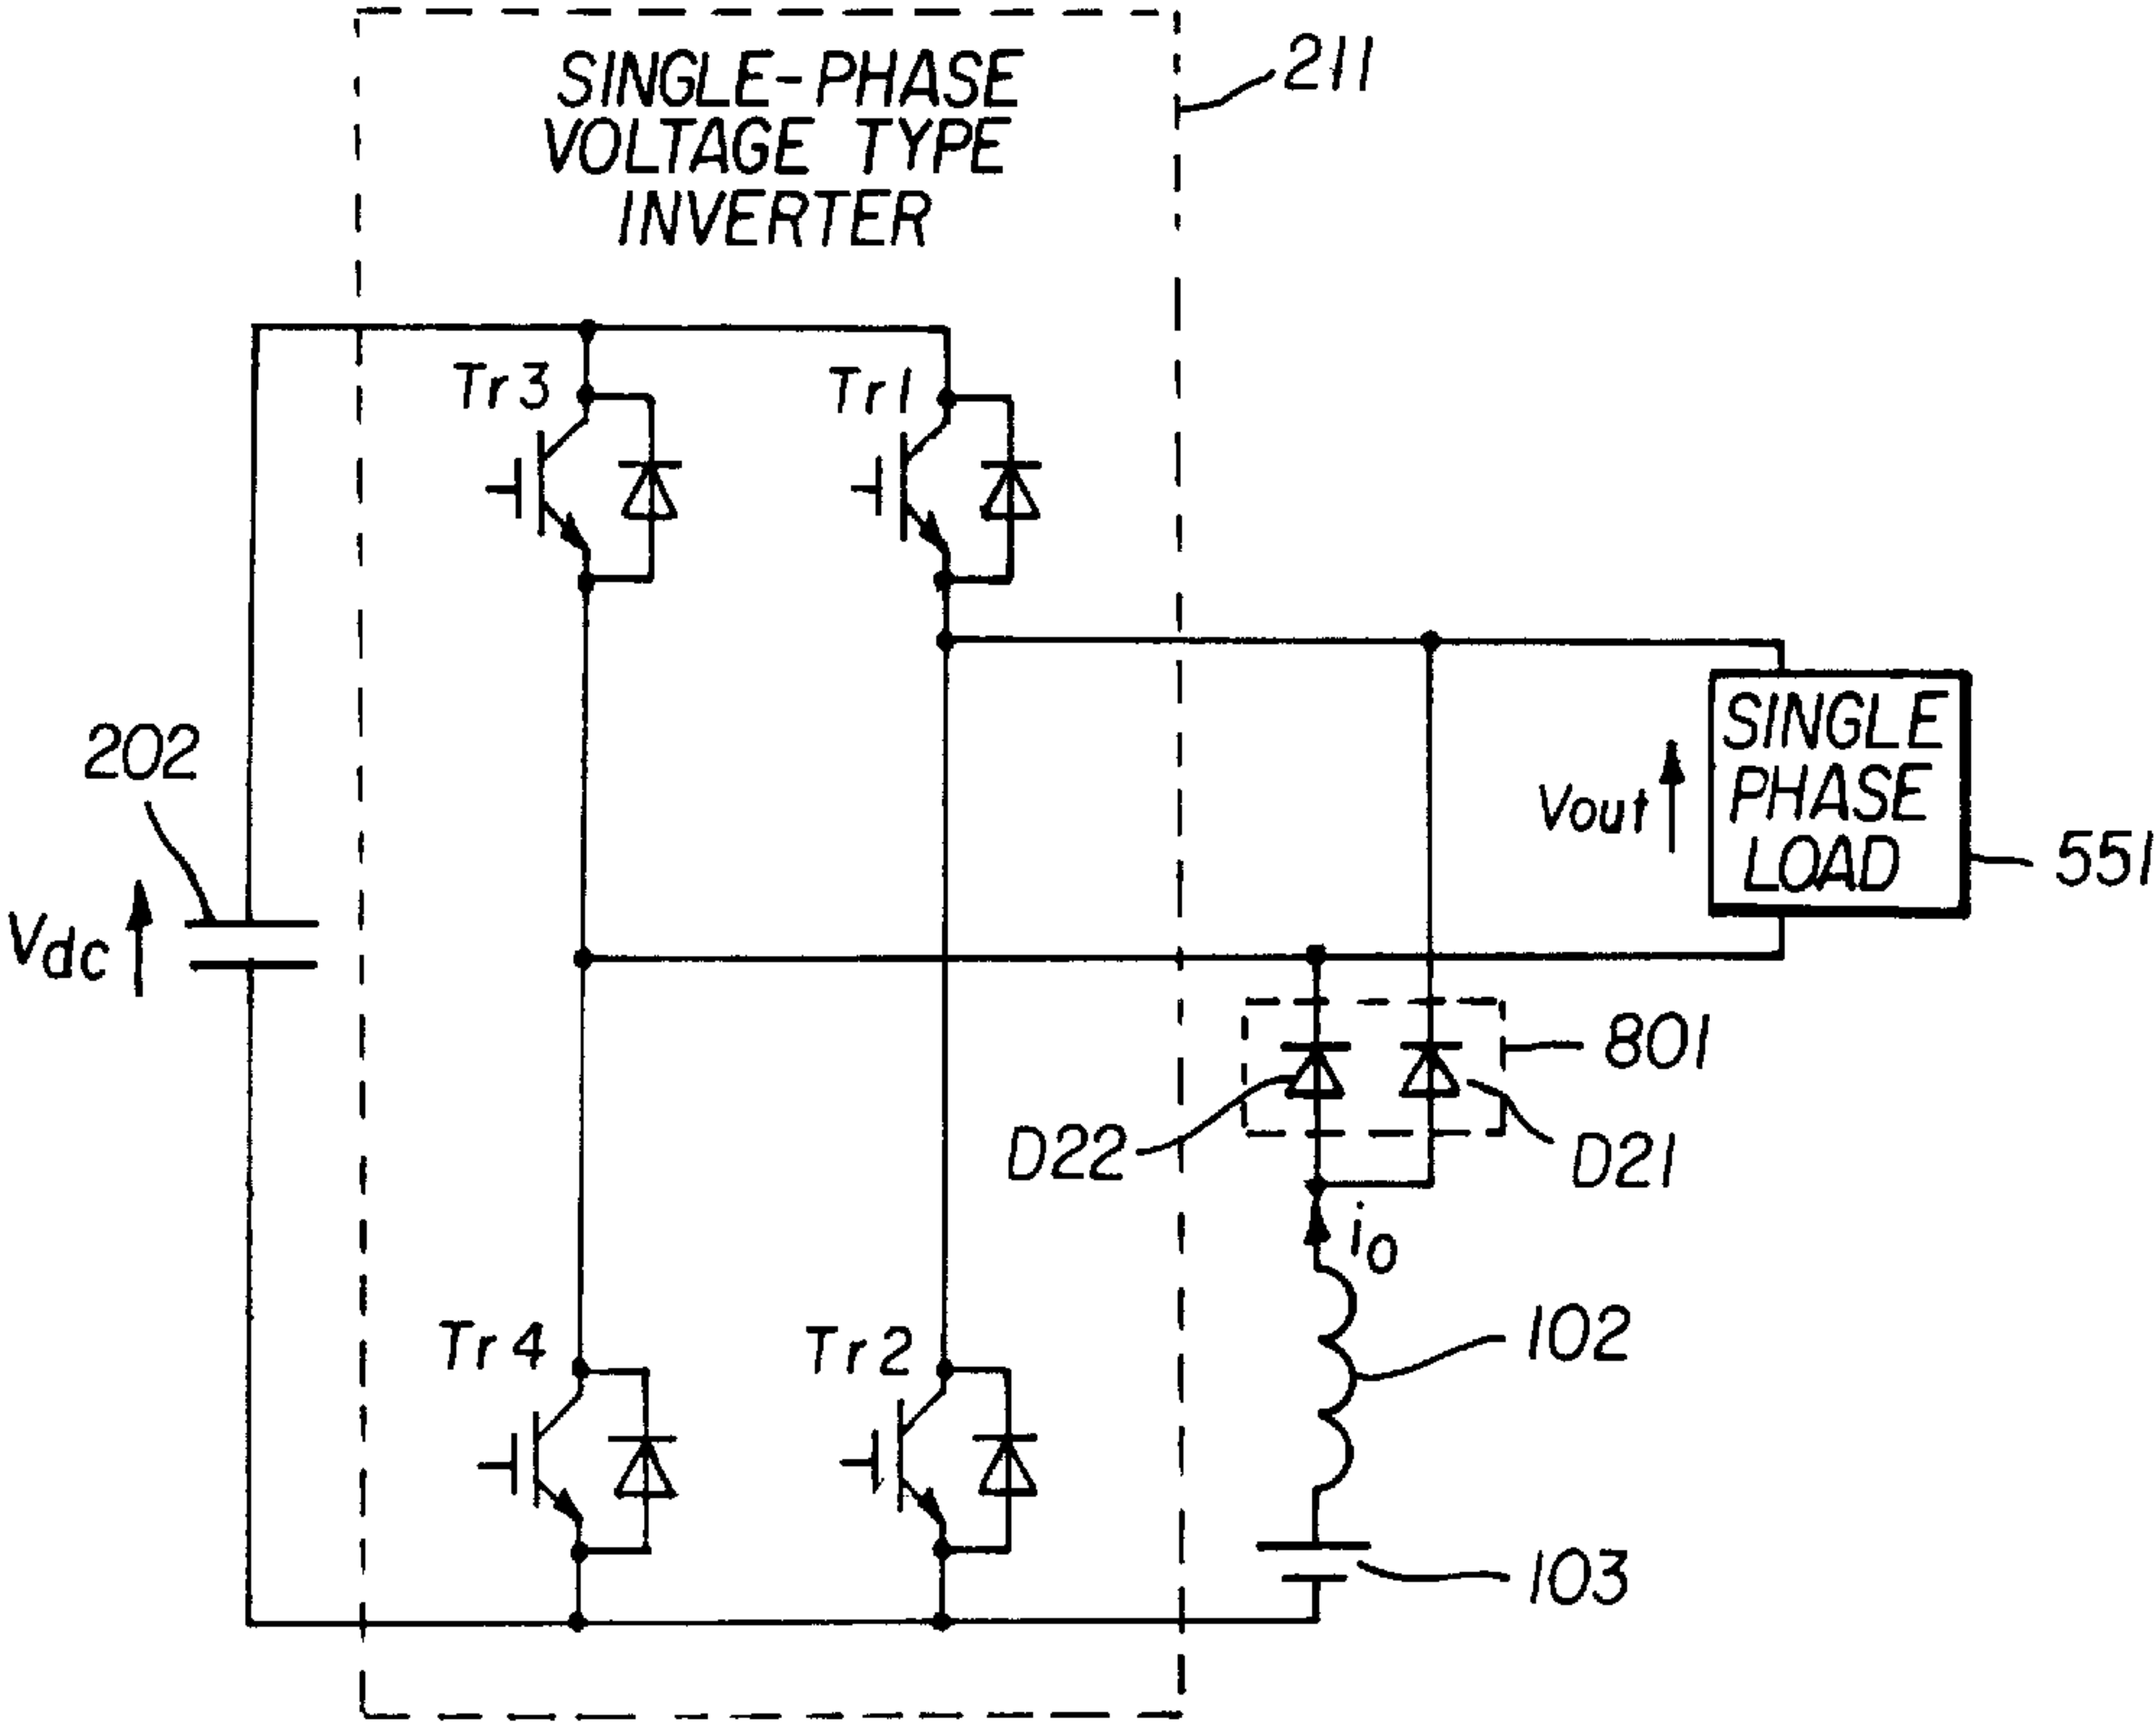 SINGLE-PHASE
VOLTAGE TYPE
INVERTER
211
Tr3
Tr1
202
Vdc
Vout
SINGLE
PHASE
LOAD
551
801
D22
D21
io
Tr4
Tr2
102
103